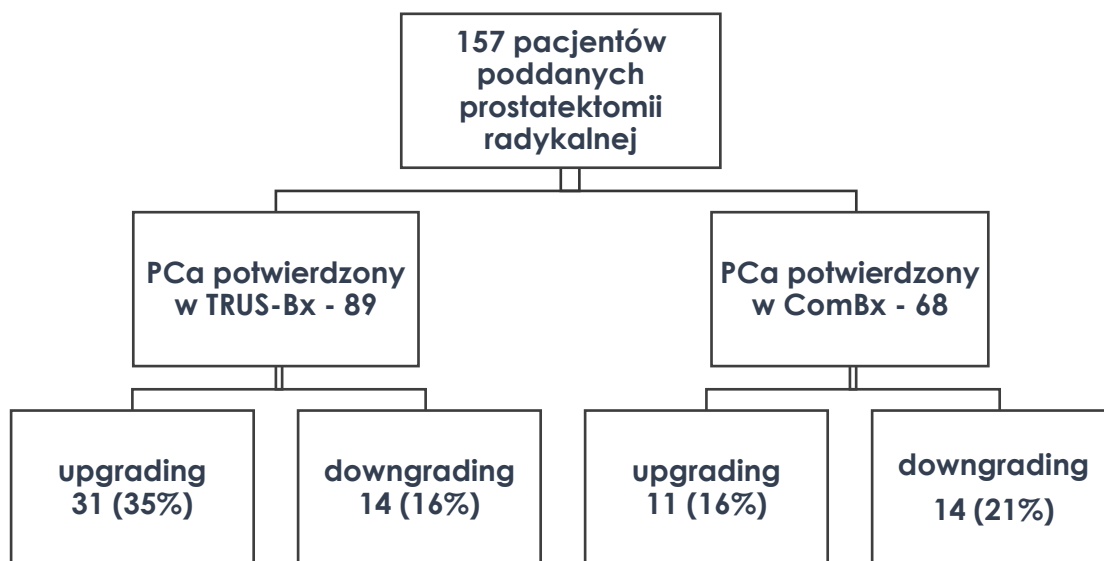 157 pacjentów
poddanych
prostatektomii
radykalnej
PCa potwierdzony
w TRUS-Bx - 89
PCa potwierdzony
w ComBx - 68
upgrading
31 (35%)
downgrading
14 (16%)
upgrading
11 (16%)
downgrading
14 (21%)